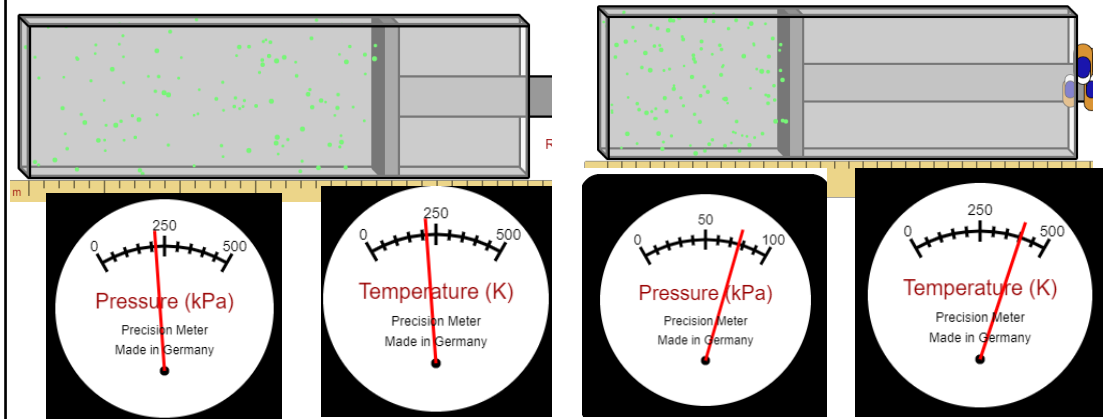 R
m
0
250
500
Pressure (kPa)
Precision Meter
Made in Germany
0
250
500
Temperature (K)
Precision Meter
Made in Germany
0
50
100
Pressure (kPa)
Precision Meter
Made in Germany
0
250
500
Temperature (K)
Precision Meter
Made in Germany